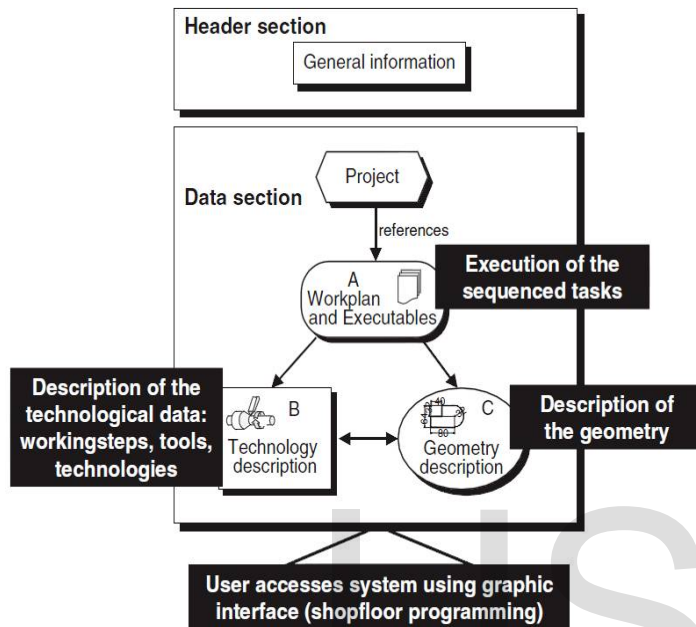 Header section
General information
Data section
Project
references
A
Workplan
and Executables
Execution of the
sequenced tasks
Description of the
technological data:
workingsteps, tools,
technologies
B
Technology
description
40
80
C
Geometry
description
Description of
the geometry
User accesses system using graphic
interface (shopfloor programming)